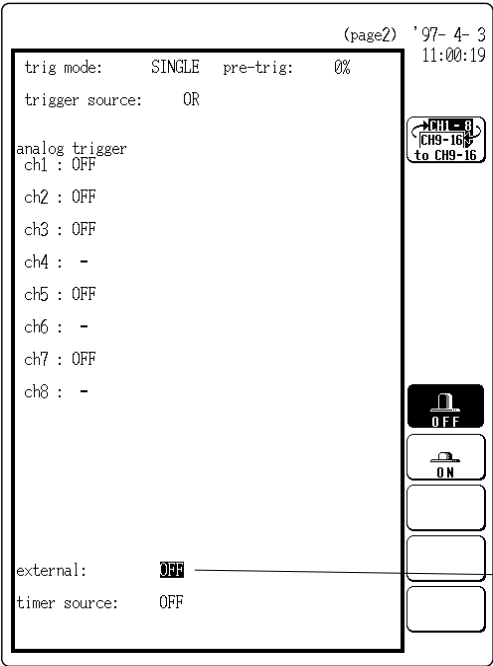 (page2) '97- 4- 3
11:00:19
trig mode: SINGLE pre-trig: 0%
trigger source: OR
analog trigger
ch1 : OFF
ch2 : OFF
ch3 : OFF
ch4 : -
ch5 : OFF
ch6 : -
ch7 : OFF
ch8 : -
external: OFF
timer source: OFF
CH1 - 8
CH9-16
to CH9-16
OFF
ON